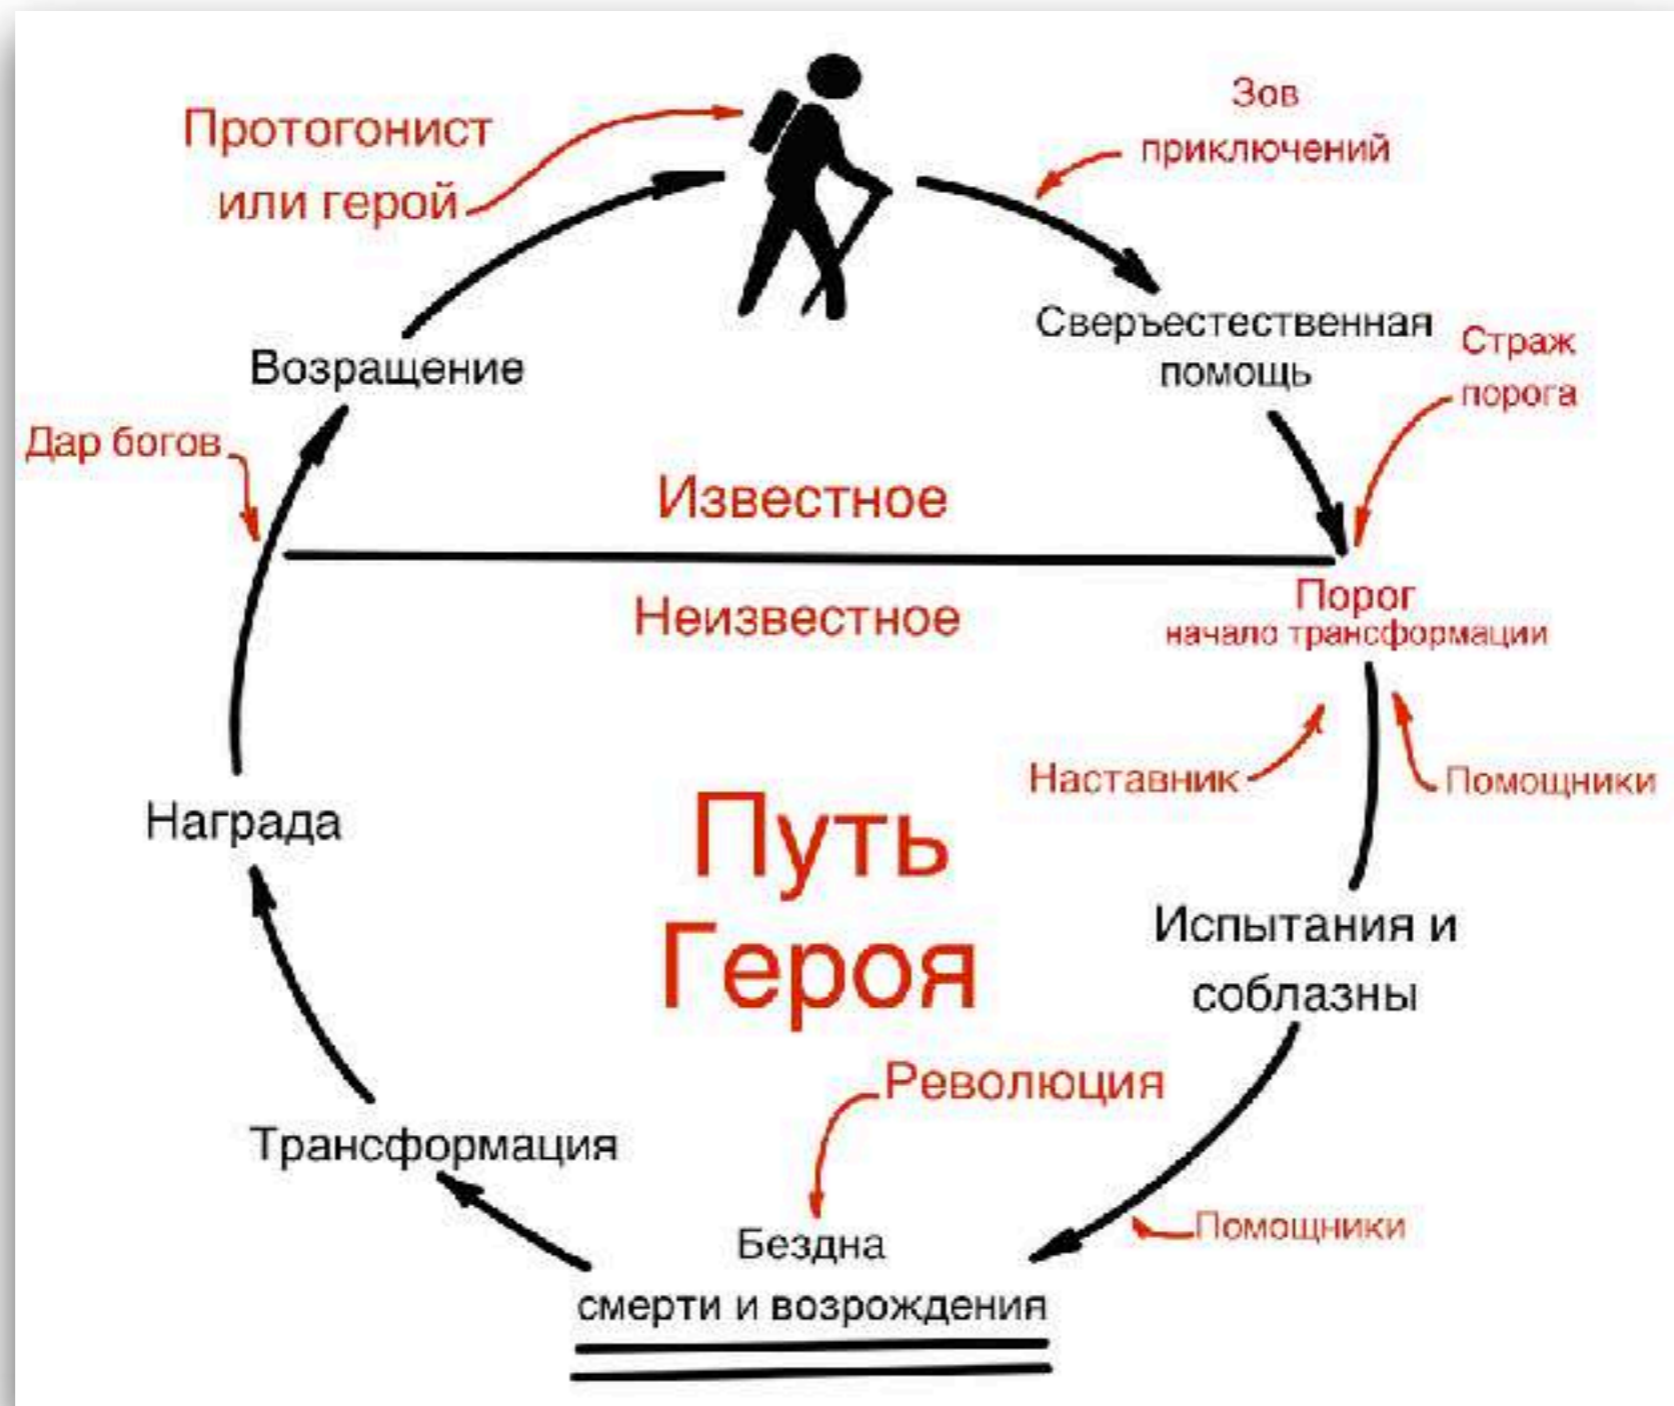 Протогонист
или герой
Зов
приключений
Сверъестественная
помощь
Страж
порога
Возращение
Дар богов
Известное
Неизвестное
Порог
начало трансформации
Наставник
Помощники
Награда
Путь
Героя
Испытания и
соблазны
Революция
Трансформация
Помощники
Бездна
смерти и возрождения